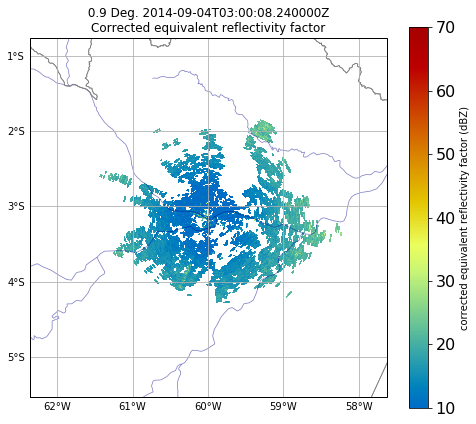 0.9 Deg. 2014-09-04T03:00:08.240000Z
Corrected equivalent reflectivity factor
1°S
2°S
3°S
4°S
5°S
62°W 61°W 60°W 59°W 58°W
70
60
50
40
30
20
10
corrected equivalent reflectivity factor (dBZ)